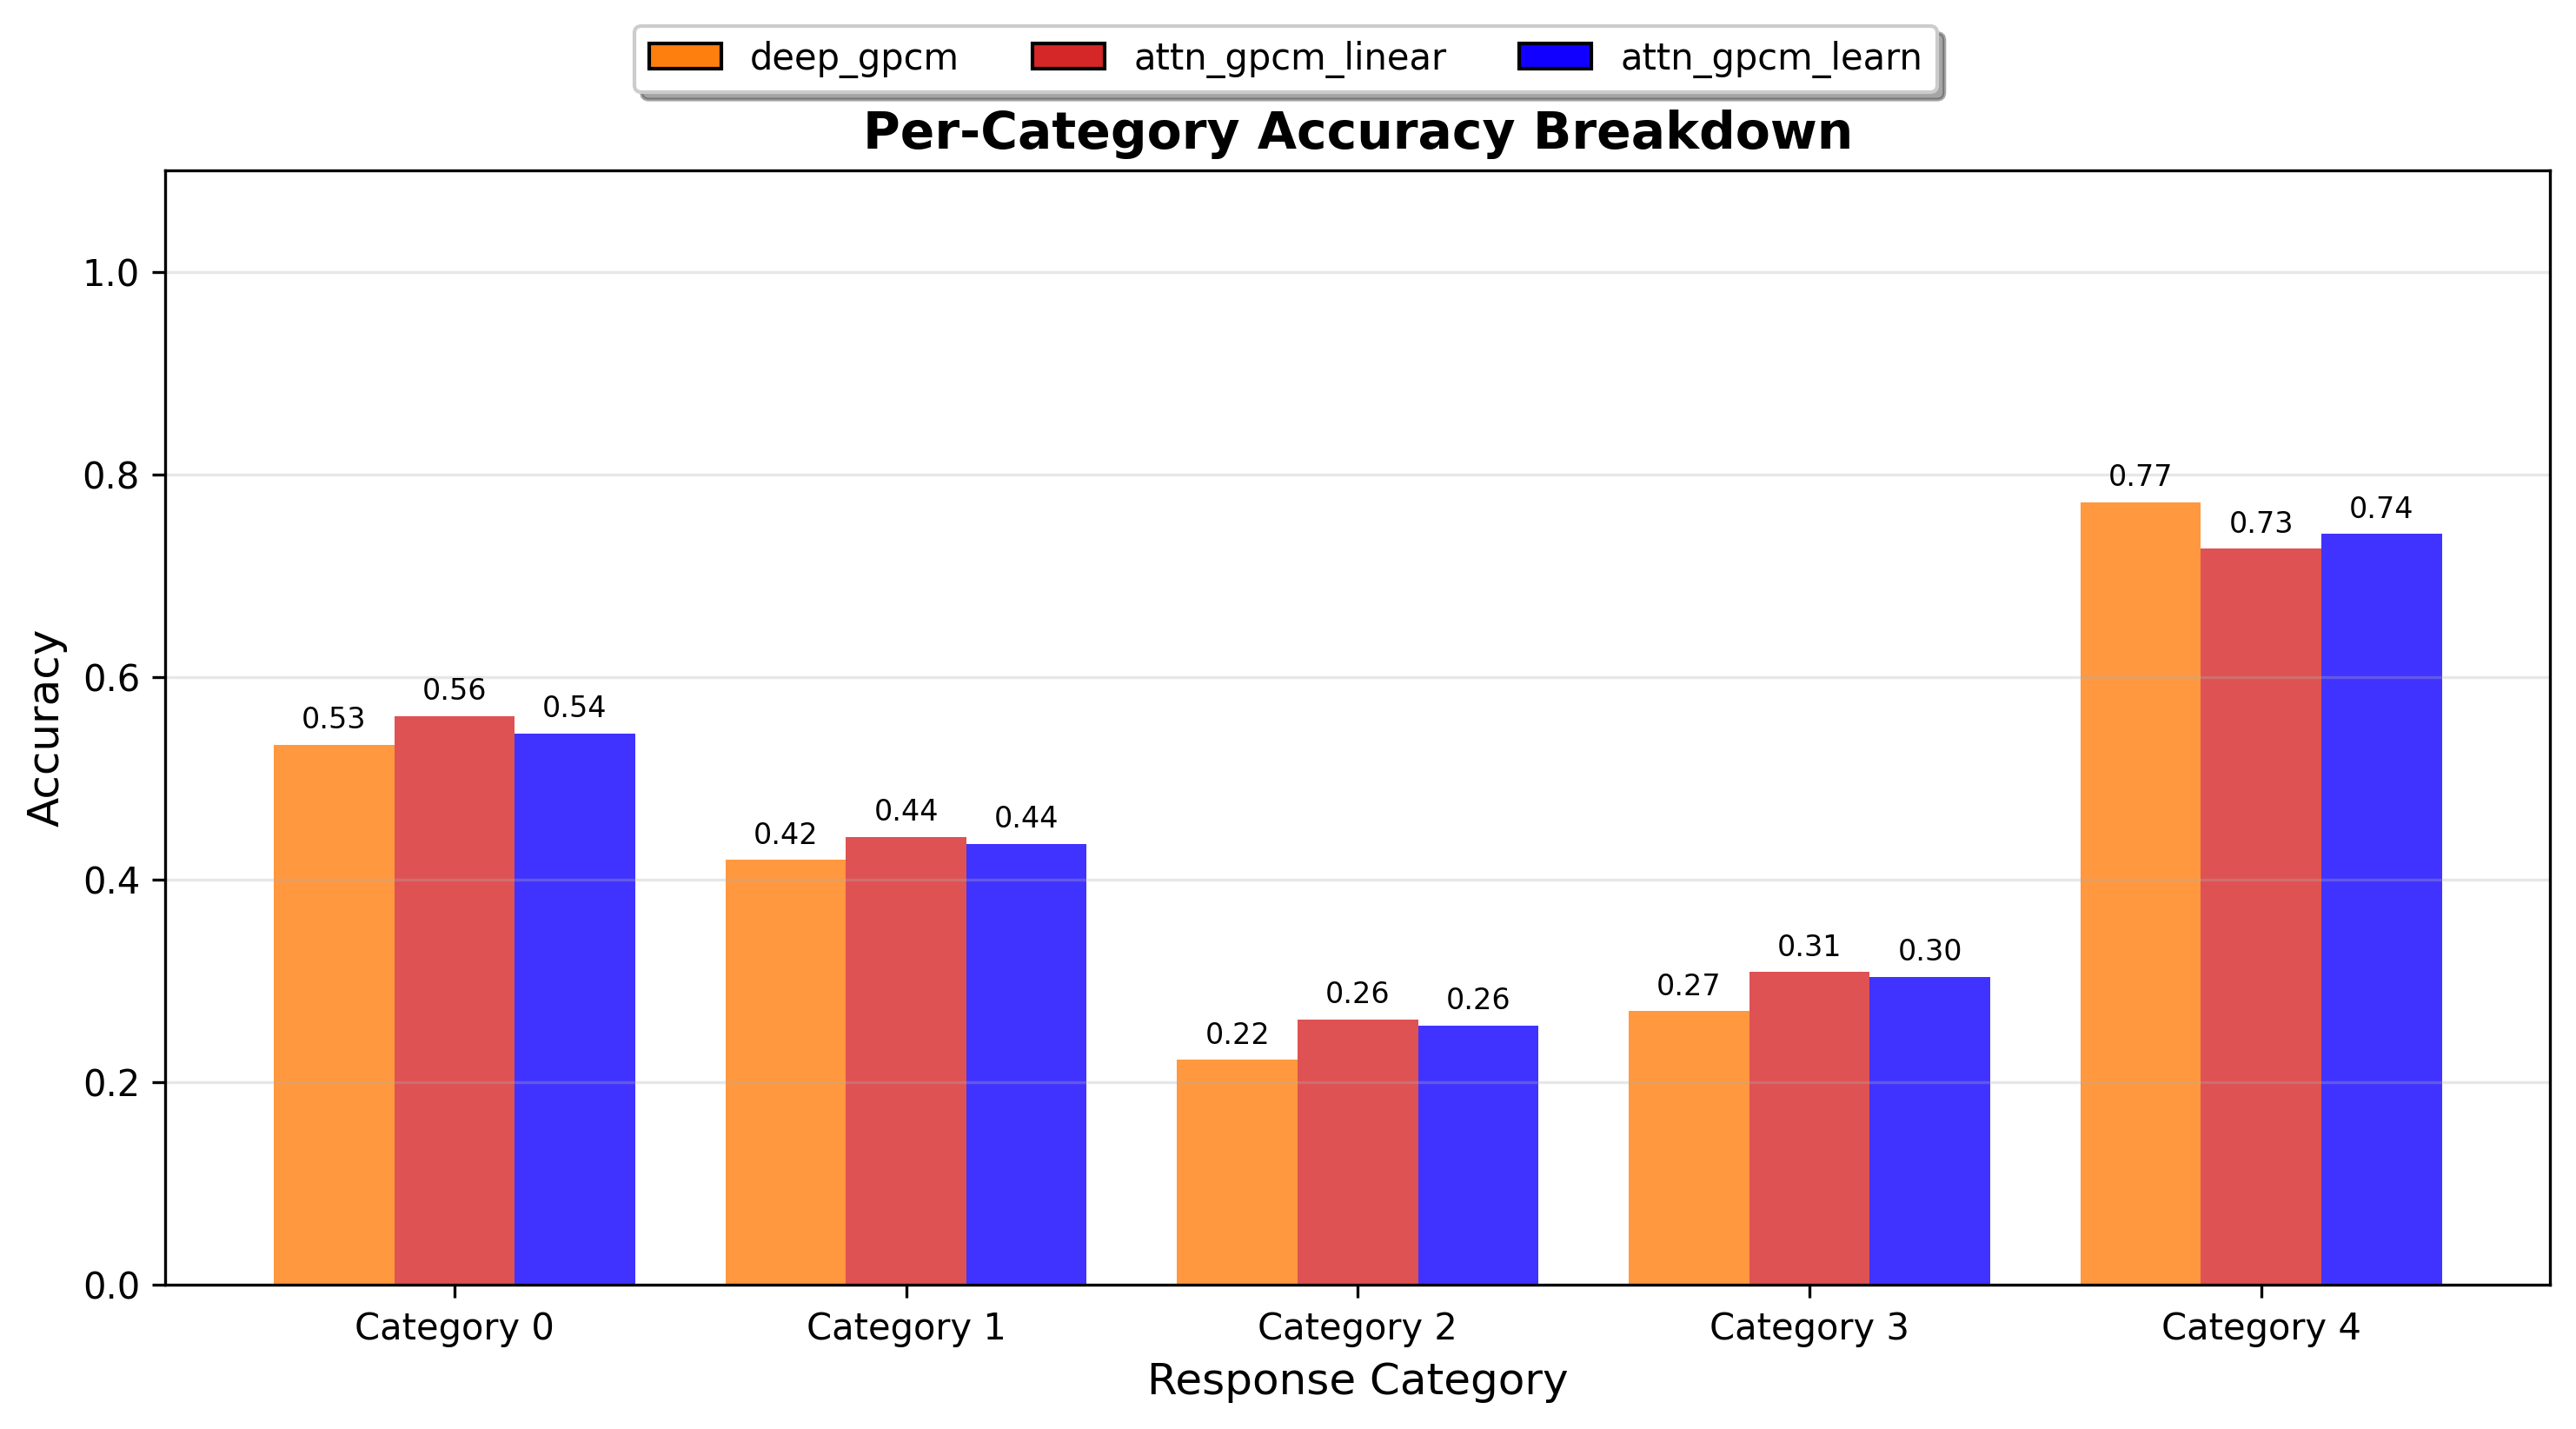 deep_gpcm attn_gpcm_linear attn_gpcm_learn
Per-Category Accuracy Breakdown
Accuracy
1.0
0.8
0.6
0.4
0.2
0.0
0.53 0.56 0.54
0.42 0.44 0.44
0.22 0.26 0.26
0.27 0.31 0.30
0.77 0.73 0.74
Category 0 Category 1 Category 2 Category 3 Category 4
Response Category